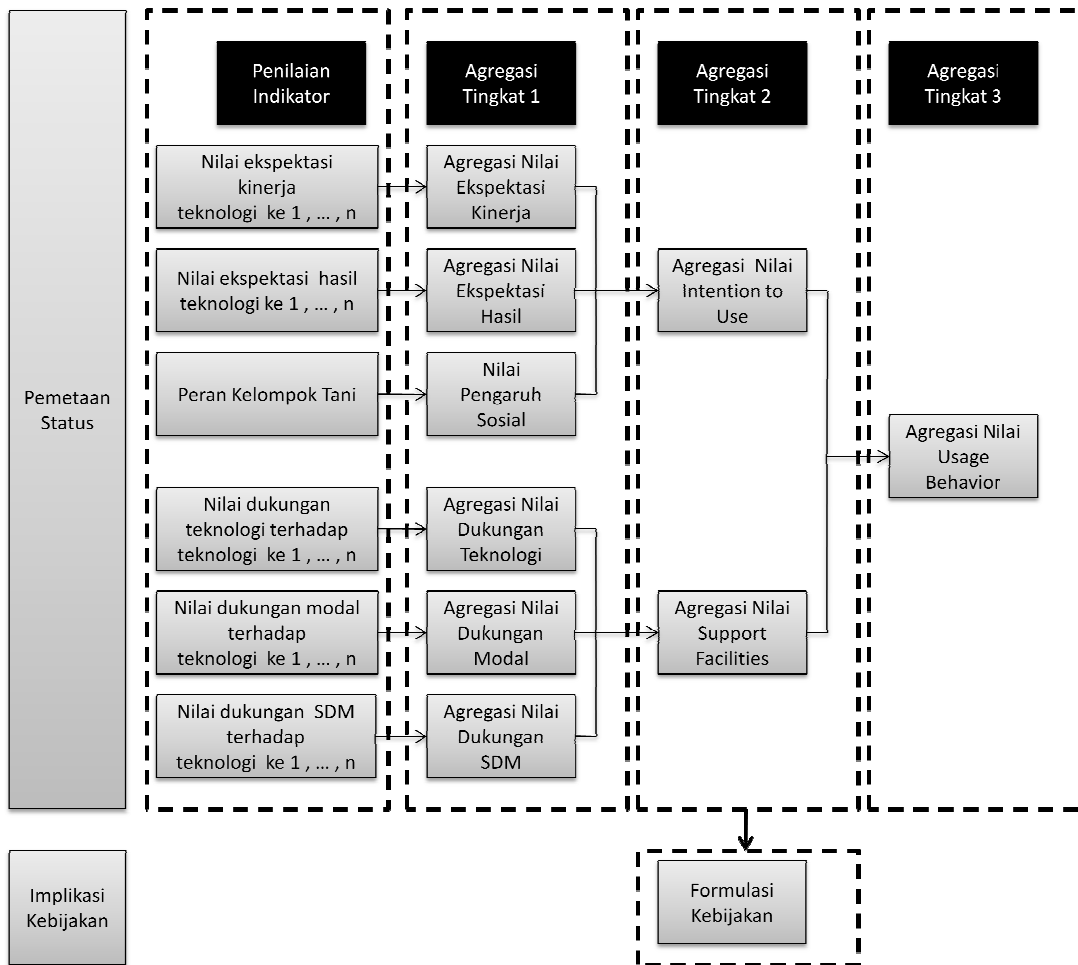 Penilaian
Indikator
Agregasi
Tingkat 1
Agregasi
Tingkat 2
Agregasi
Tingkat 3
Pemetaan
Status
Nilai ekspektasi
kinerja
teknologi ke 1 , ... , n
Agregasi Nilai
Ekspektasi
Kinerja
Nilai ekspektasi hasil
teknologi ke 1 , ... , n
Agregasi Nilai
Ekspektasi
Hasil
Agregasi Nilai
Intention to
Use
Peran Kelompok Tani
Nilai
Pengaruh
Sosial
Agregasi Nilai
Usage
Behavior
Nilai dukungan
teknologi terhadap
teknologi ke 1 , ... , n
Agregasi Nilai
Dukungan
Teknologi
Nilai dukungan modal
terhadap
teknologi ke 1 , ... , n
Agregasi Nilai
Dukungan
Modal
Agregasi Nilai
Support
Facilities
Nilai dukungan SDM
terhadap
teknologi ke 1 , ... , n
Agregasi Nilai
Dukungan
SDM
Implikasi
Kebijakan
Formulasi
Kebijakan